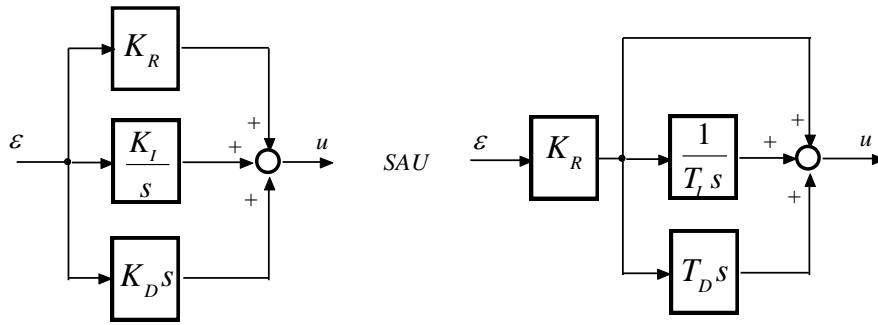 K_R
+
ε
K_I
s
+
u
+
K_D s
SAU
ε
K_R
1
T_I s
+
+
u
+
T_D s